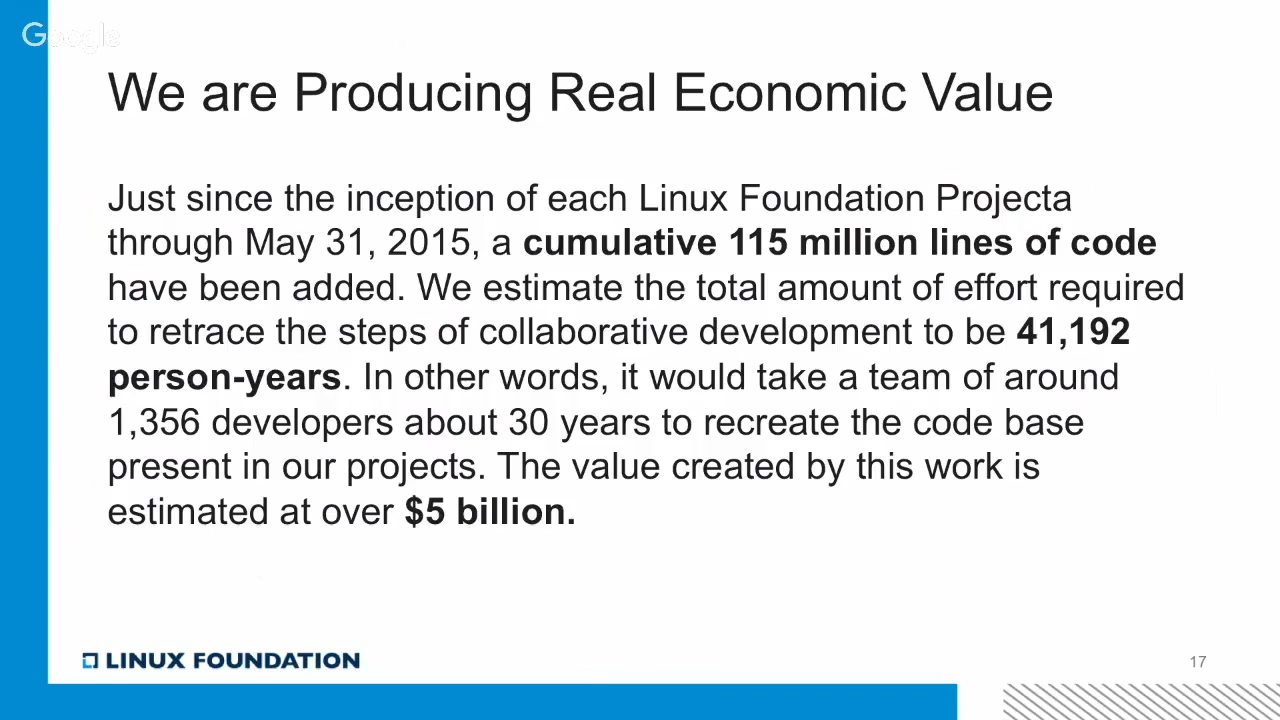 Google
We are Producing Real Economic Value
Just since the inception of each Linux Foundation Projecta
through May 31, 2015, a cumulative 115 million lines of code
have been added. We estimate the total amount of effort required
to retrace the steps of collaborative development to be 41,192
person-years. In other words, it would take a team of around
1,356 developers about 30 years to recreate the code base
present in our projects. The value created by this work is
estimated at over $5 billion.
LINUX FOUNDATION
17